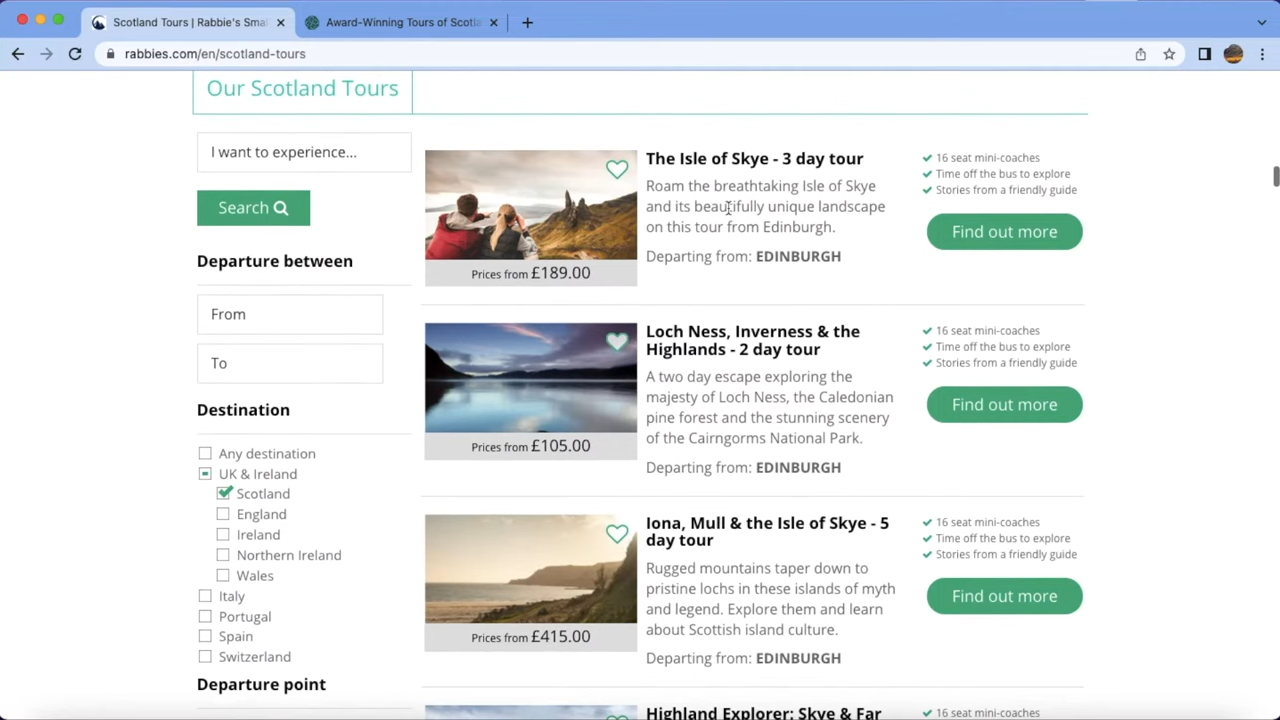 Scotland Tours | Rabbie's Smal
Award-Winning Tours of Scotla
rabbies.com/en/scotland-tours
Our Scotland Tours
I want to experience...
Search
Departure between
From
To
Destination
Any destination
UK & Ireland
Scotland
England
Ireland
Northern Ireland
Wales
Italy
Portugal
Spain
Switzerland
Departure point
Prices from £189.00
The Isle of Skye - 3 day tour
Roam the breathtaking Isle of Skye
and its beautifully unique landscape
on this tour from Edinburgh.
Departing from: EDINBURGH
16 seat mini-coaches
Time off the bus to explore
Stories from a friendly guide
Find out more
Prices from £105.00
Loch Ness, Inverness & the
Highlands - 2 day tour
A two day escape exploring the
majesty of Loch Ness, the Caledonian
pine forest and the stunning scenery
of the Cairngorms National Park.
Departing from: EDINBURGH
16 seat mini-coaches
Time off the bus to explore
Stories from a friendly guide
Find out more
Prices from £415.00
Iona, Mull & the Isle of Skye - 5
day tour
Rugged mountains taper down to
pristine lochs in these islands of myth
and legend. Explore them and learn
about Scottish island culture.
Departing from: EDINBURGH
16 seat mini-coaches
Time off the bus to explore
Stories from a friendly guide
Find out more
Highland Explorer: Skye & Far
16 seat mini-coaches